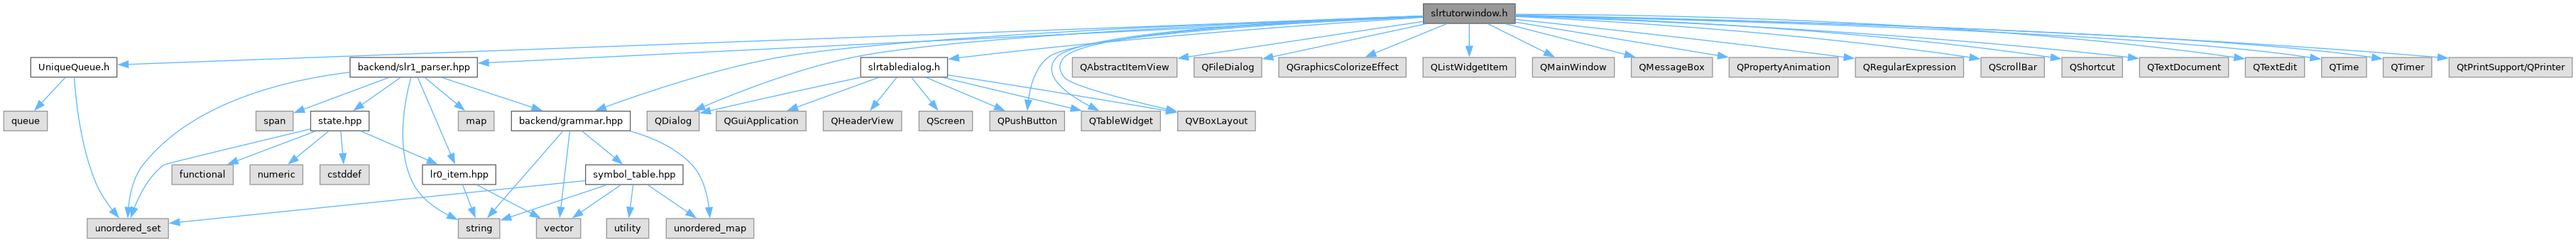 slrtutorwindow.h
UniqueQueue.h
backend/slr1_parser.hpp
slrtabledialog.h
QAbstractItemView
QFileDialog
QGraphicsColorizeEffect
QListWidgetItem
QMainWindow
QMessageBox
QPropertyAnimation
QRegularExpression
QScrollBar
QShortcut
QTextDocument
QTextEdit
QTime
QTimer
QtPrintSupport/QPrinter
queue
span
state.hpp
map
backend/grammar.hpp
QDialog
QGuiApplication
QHeaderView
QScreen
QPushButton
QTableWidget
QVBoxLayout
functional
numeric
cstddef
lr0_item.hpp
symbol_table.hpp
unordered_set
string
vector
utility
unordered_map